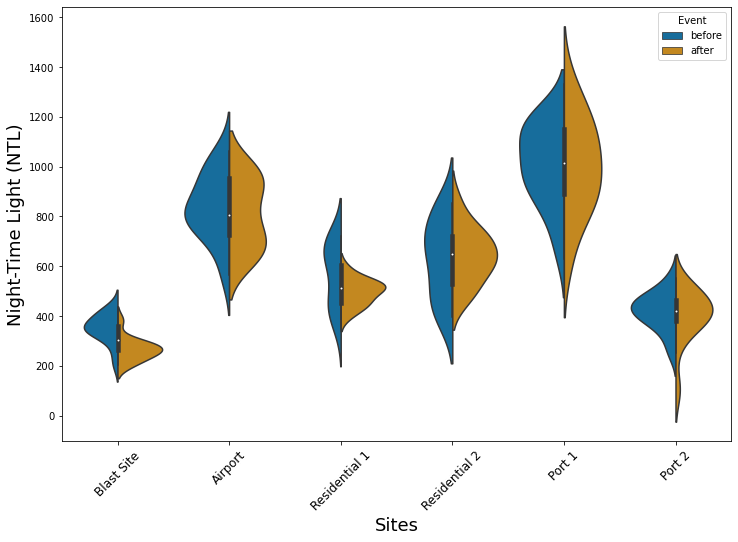 Event
before
after
Night-Time Light (NTL)
1600
1400
1200
1000
800
600
400
200
0
Blast Site
Airport
Residential 1
Residential 2
Port 1
Port 2
Sites